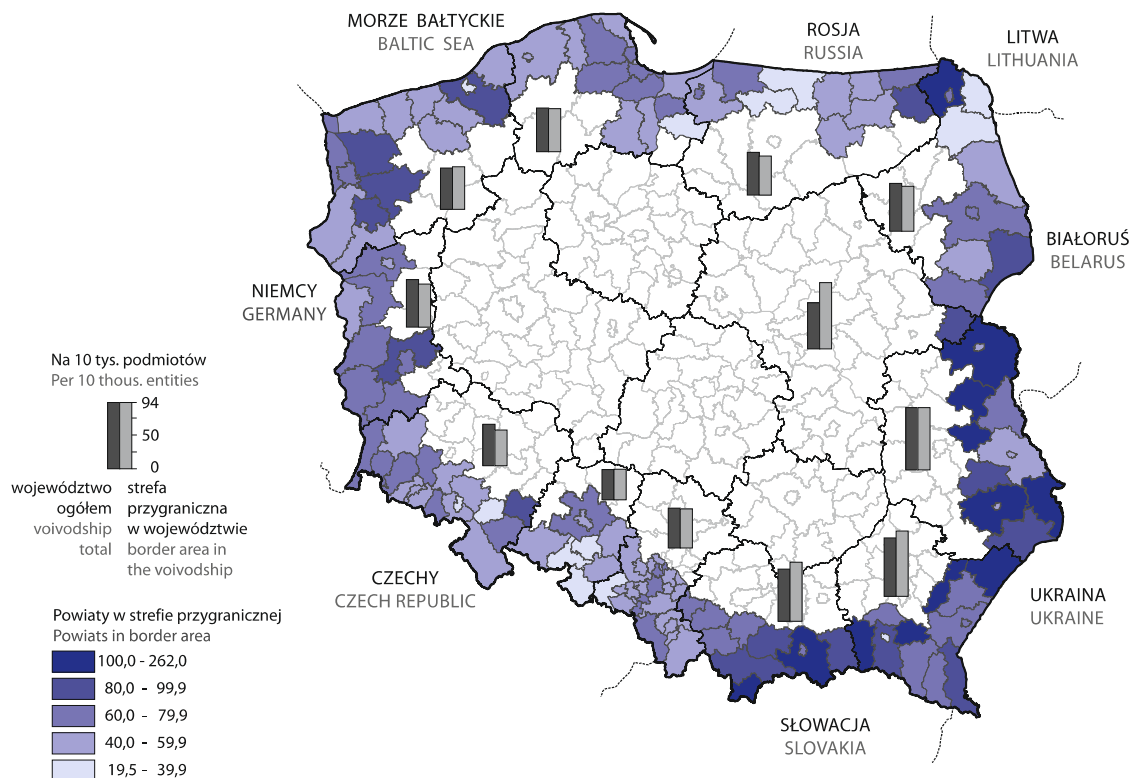 MORZE BAŁTYCKIE
BALTIC SEA
ROSJA
RUSSIA
LITWA
LITHUANIA
BIAŁORUŚ
BELARUS
NIEMCY
GERMANY
Na 10 tys. podmiotów
Per 10 thous. entities
94
50
0
województwo
ogółem
voivodship
total
strefa
przygraniczna
w województwie
border area in
the voivodship
CZECHY
CZECH REPUBLIC
UKRAINA
UKRAINE
SŁOWACJA
SLOVAKIA
Powiaty w strefie przygranicznej
Powiats in border area
100,0 - 262,0
80,0 - 99,9
60,0 - 79,9
40,0 - 59,9
19,5 - 39,9